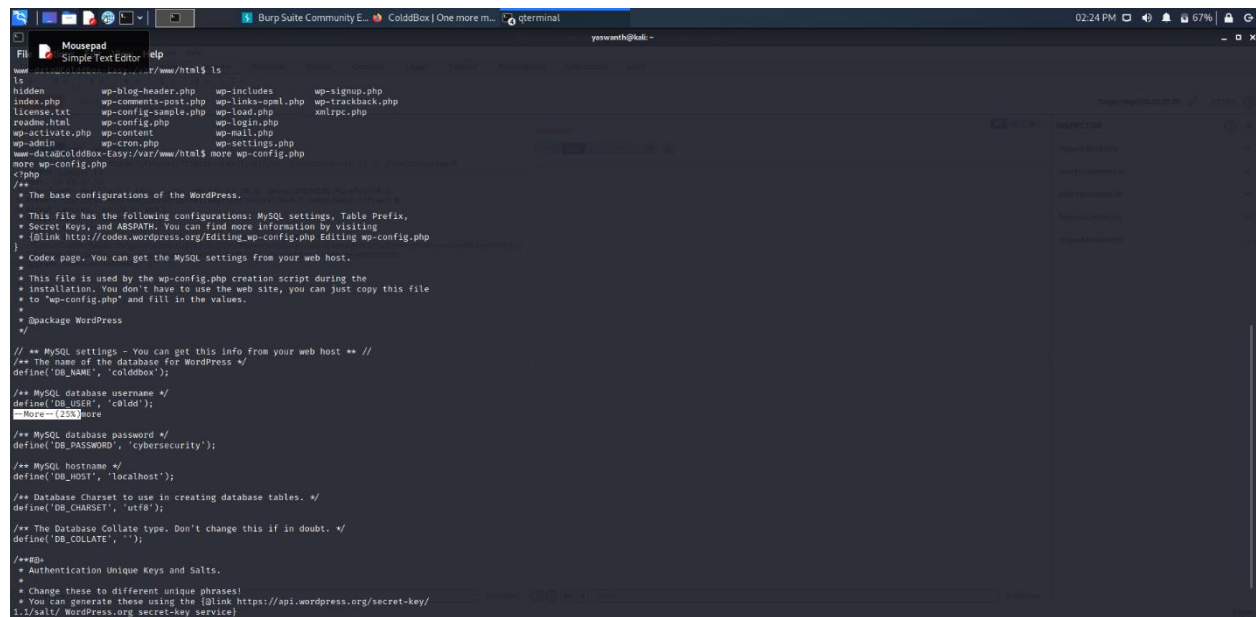 Burp Suite Community E...
ColddBox | One more m...
qterminal
02:24 PM
67%
yaswanth@kali: ~
Mousepad
Simple Text Editor
Help
www-data@ColddBox-Easy:/var/www/html$ ls
ls
hidden wp-blog-header.php wp-includes wp-signup.php
index.php wp-comments-post.php wp-links-opml.php wp-trackback.php
license.txt wp-config-sample.php wp-load.php xmlrpc.php
readme.html wp-config.php wp-login.php
wp-activate.php wp-content wp-mail.php
wp-admin wp-cron.php wp-settings.php
www-data@ColddBox-Easy:/var/www/html$ more wp-config.php
more wp-config.php
<?php
/**
* The base configurations of the WordPress.
*
* This file has the following configurations: MySQL settings, Table Prefix,
* Secret Keys, and ABSPATH. You can find more information by visiting
* {@link http://codex.wordpress.org/Editing_wp-config.php Editing wp-config.php
}
* Codex page. You can get the MySQL settings from your web host.
*
* This file is used by the wp-config.php creation script during the
* installation. You don't have to use the web site, you can just copy this file
* to "wp-config.php" and fill in the values.
*
* @package WordPress
*/
// ** MySQL settings - You can get this info from your web host ** //
/** The name of the database for WordPress */
define('DB_NAME', 'colddbox');
/** MySQL database username */
define('DB_USER', 'c0ldd');
--More--(25%)more
/** MySQL database password */
define('DB_PASSWORD', 'cybersecurity');
/** MySQL hostname */
define('DB_HOST', 'localhost');
/** Database Charset to use in creating database tables. */
define('DB_CHARSET', 'utf8');
/** The Database Collate type. Don't change this if in doubt. */
define('DB_COLLATE', '');
/**#@+
* Authentication Unique Keys and Salts.
*
* Change these to different unique phrases!
* You can generate these using the {@link https://api.wordpress.org/secret-key/
1.1/salt/ WordPress.org secret-key service}